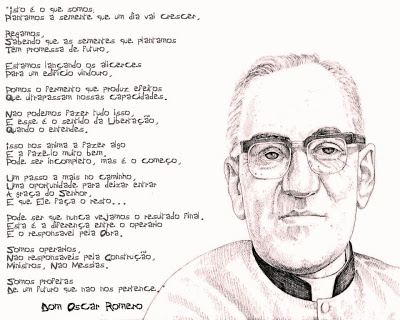 "Isto é o que somos.
Plantamos a semente que um dia vai crescer,
Regamos,
Sabendo que as sementes que plantamos
Tem promessa de futuro,
Estamos lançando os alicerces
Para um edifício vindouro,
Pomos o fermento que produz efeitos
Que ultrapassam nossas capacidades.
Não podemos fazer tudo isso,
E esse é o sentido da Libertação,
Quando o entendes.
Isso nos anima a fazer algo
E a fazê-lo muito bem.
Pode ser incompleto, mas é o começo,
Um passo a mais no caminho,
Uma oportunidade para deixar entrar
A graça do Senhor,
E que Ele faça o resto...
Pode ser que nunca vejamos o resultado final.
Esta é a diferença entre o operário
E o responsável pela Obra.
Somos operários,
Não responsáveis pela Construção,
Ministros, Não Messias.
Somos profetas
De um futuro que não nos pertence."
Dom Oscar Romero